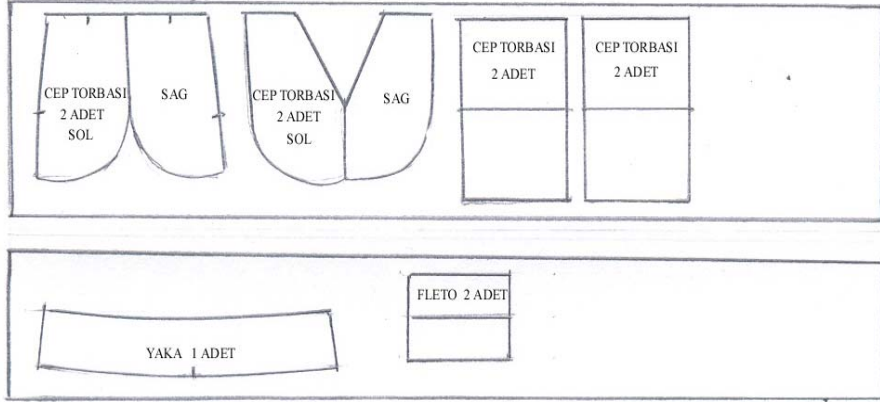 CEP TORBASI
2 ADET
SOL
SAG
CEP TORBASI
2 ADET
SOL
SAG
CEP TORBASI
2 ADET
CEP TORBASI
2 ADET
YAKA 1 ADET
FLETO 2 ADET